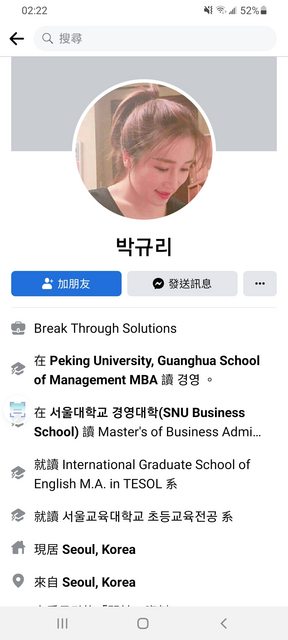 02:22
52%
搜尋
박규리
加朋友
發送訊息
Break Through Solutions
在 Peking University, Guanghua School
of Management MBA 讀 경영 。
在 서울대학교 경영대학(SNU Business
School) 讀 Master's of Business Admi...
就讀 International Graduate School of
English M.A. in TESOL 系
就讀 서울교육대학교 초등교육전공 系
現居 Seoul, Korea
來自 Seoul, Korea